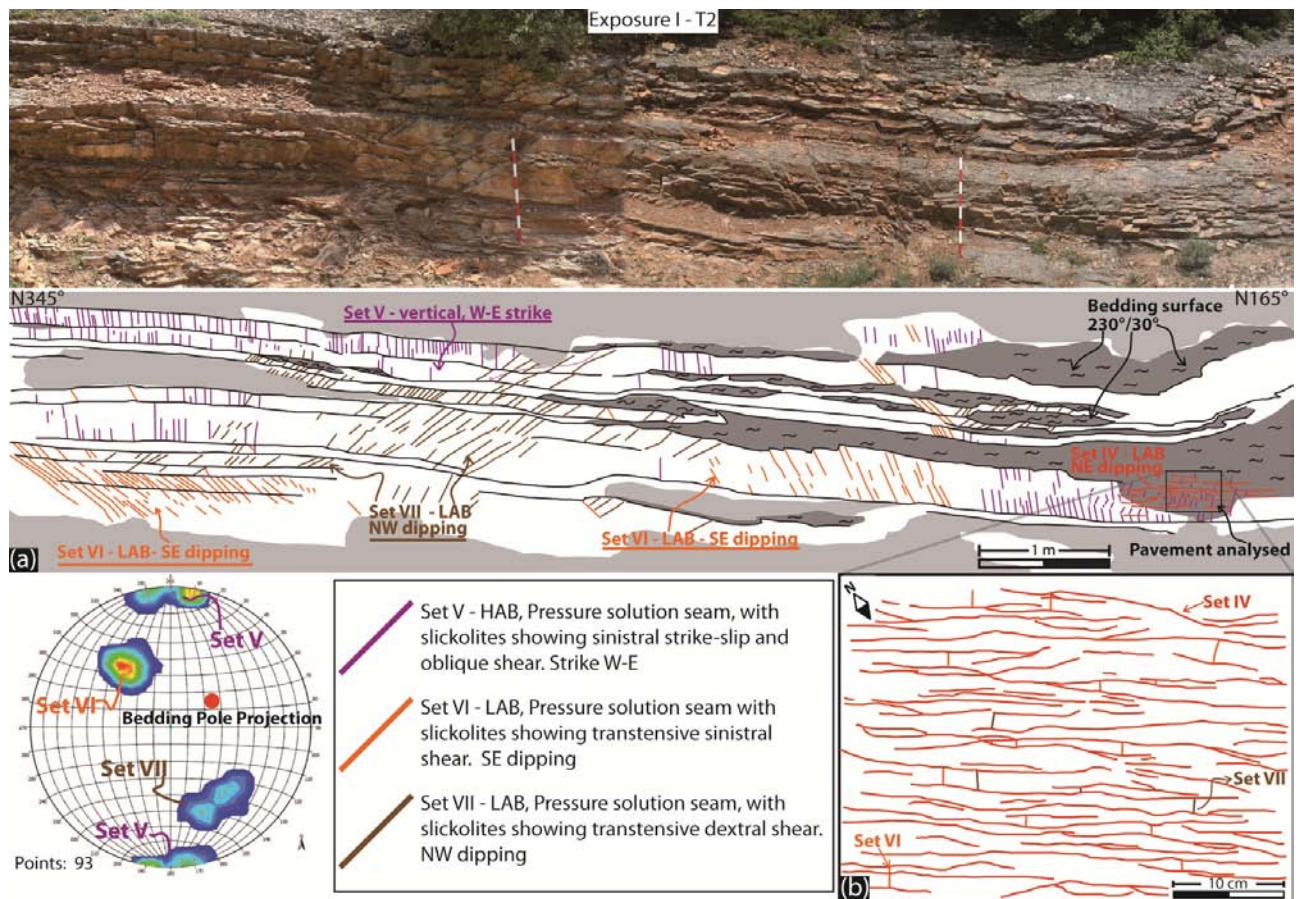 Exposure I - T2
N345°
N165°
Set V - vertical, W-E strike
Bedding surface
230°/30°
Set IV - LAB
NE dipping
Set VII - LAB
NW dipping
Set VI - LAB- SE dipping
Set VI - LAB - SE dipping
1 m
Pavement analysed
(a)
Set V
Set VI
Bedding Pole Projection
Set VII
Set V
Points: 93
Set V - HAB, Pressure solution seam, with
slickolites showing sinistral strike-slip and
oblique shear. Strike W-E
Set VI - LAB, Pressure solution seam with
slickolites showing transtensive sinistral
shear. SE dipping
Set VII - LAB, Pressure solution seam, with
slickolites showing transtensive dextral shear.
NW dipping
N
Set IV
Set VII
Set VI
(b)
10 cm